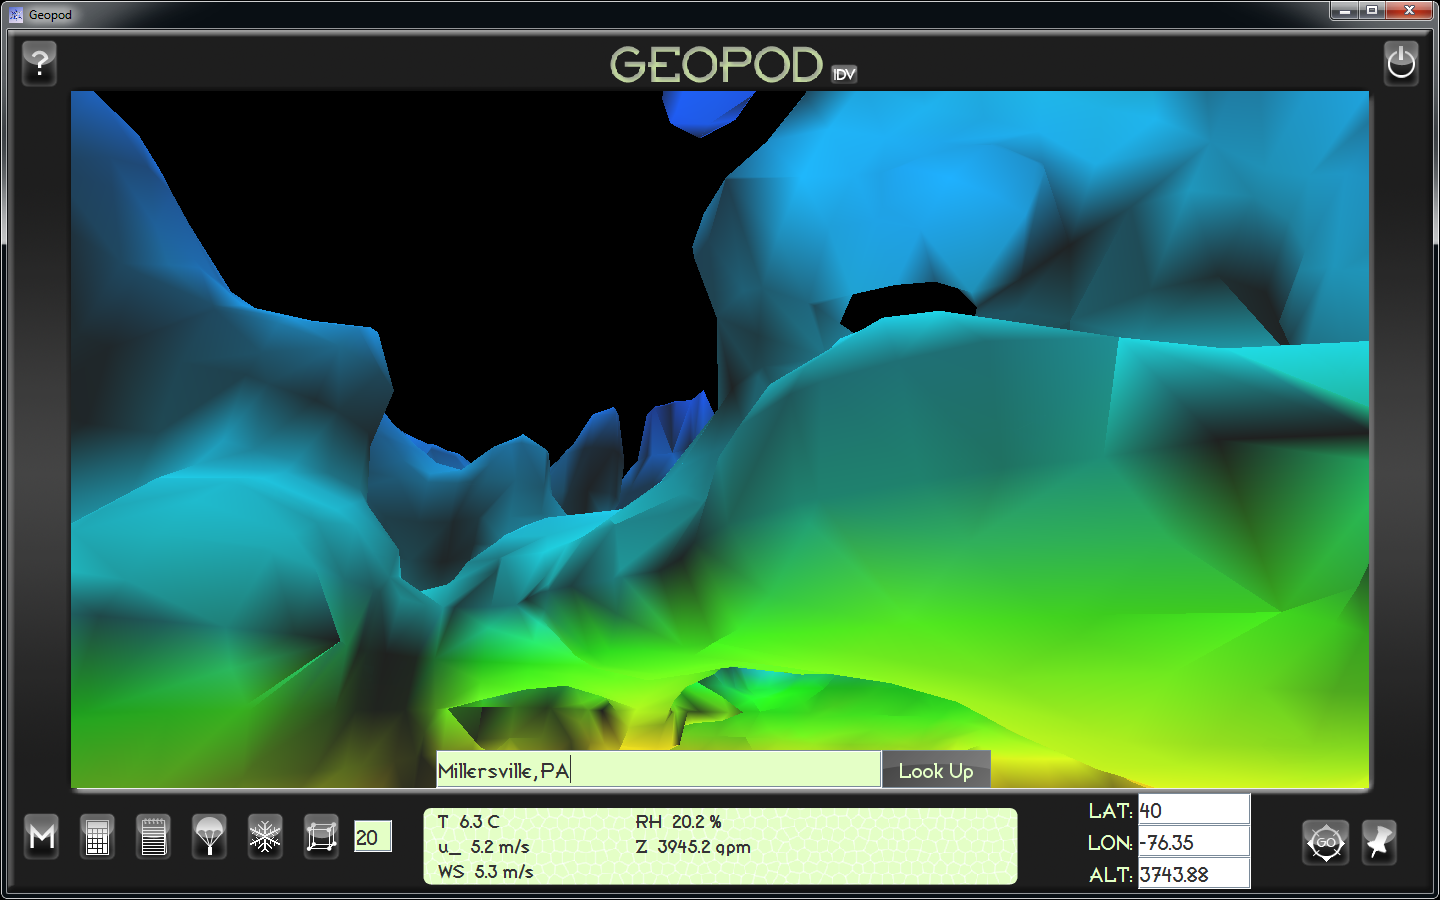 Geopod
?
GEOPOD IDV
Millersville,PA
Look Up
M
20
T 6.3 C
RH 20.2 %
u_ 5.2 m/s
Z 3945.2 gpm
WS 5.3 m/s
LAT: 40
LON: -76.35
ALT: 3743.88
GO